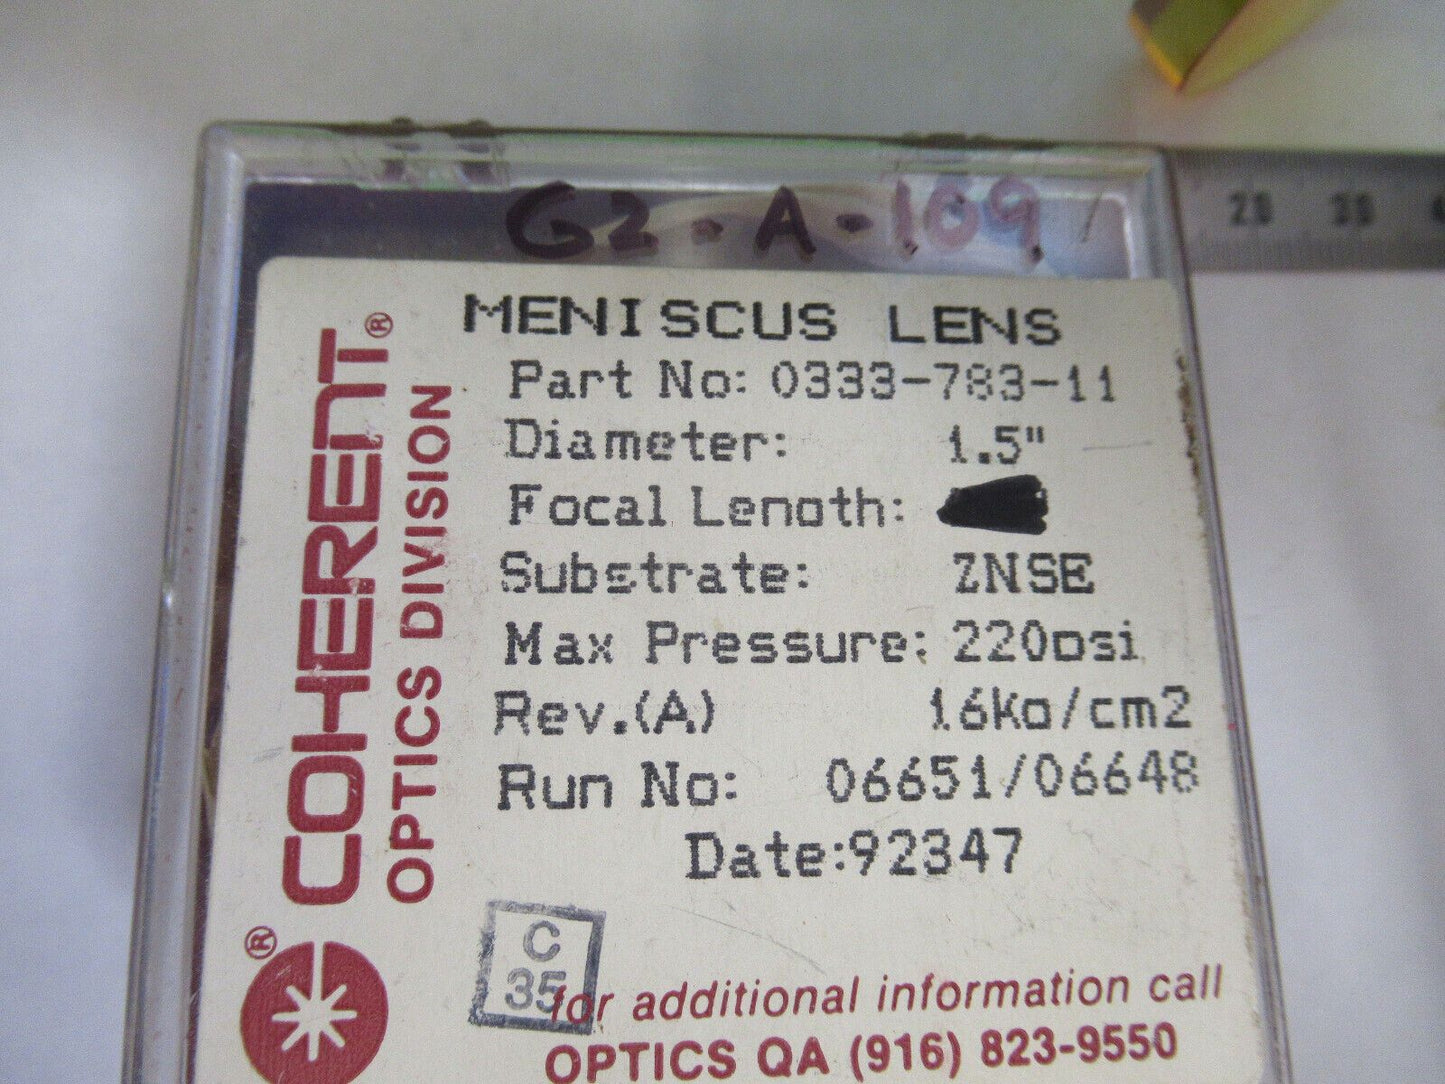 G2-A-109
MENISCUS LENS
Part No: 0333-783-11
Diameter: 1.5"
Focal Length:
Substrate: ZNSE
Max Pressure: 220psi
Rev.(A) 16Kg/cm2
Run No: 06651/06648
Date:92347
C
35
for additional information call
OPTICS QA (916) 823-9550
COHERENT®
OPTICS DIVISION
®
20 30